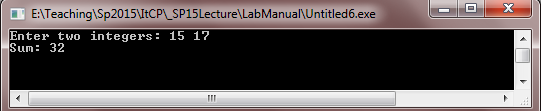 E:\Teaching\Sp2015\ItCP\_SP15Lecture\LabManual\Untitled6.exe
Enter two integers: 15 17
Sum: 32